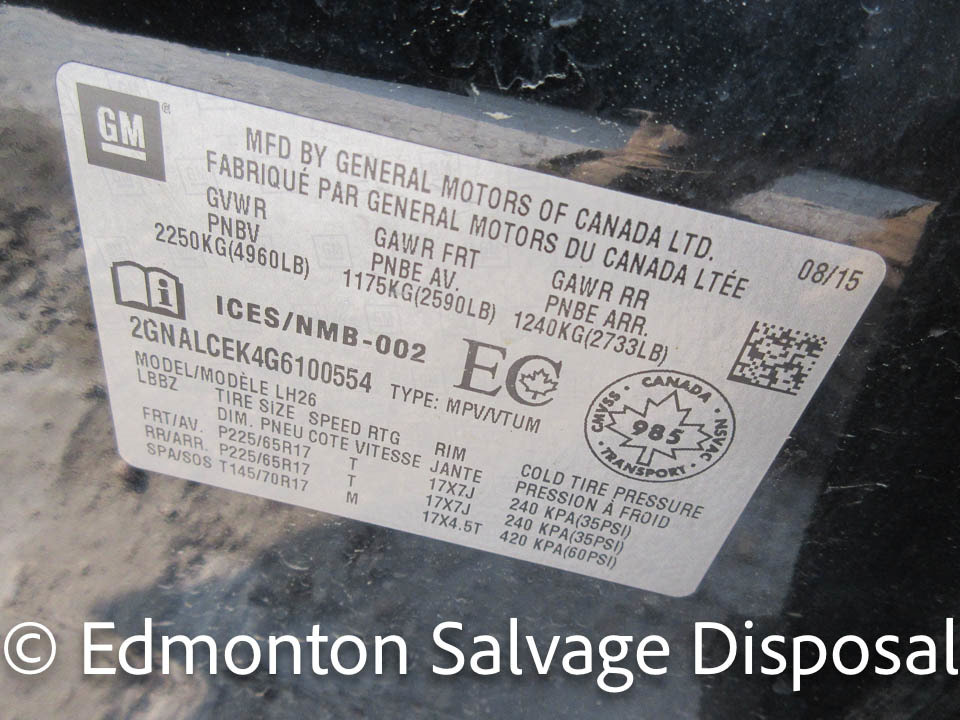 GM
MFD BY GENERAL MOTORS OF CANADA LTD.
FABRIQUÉ PAR GENERAL MOTORS DU CANADA LTÉE
08/15
GVWR
PNBV
2250KG(4960LB)
GAWR FRT
PNBE AV.
1175KG(2590LB)
GAWR RR
PNBE ARR.
1240KG(2733LB)
ICES/NMB-002
EC
2GNALCEK4G6100554 TYPE: MPV/VTUM
CANADA
CMVSS 985 NSVAC
TRANSPORT
MODEL/MODÈLE LH26
LBBZ
TIRE SIZE SPEED RTG RIM COLD TIRE PRESSURE
DIM. PNEU COTE VITESSE JANTE PRESSION À FROID
FRT/AV. P225/65R17 T 17X7J 240 KPA(35PSI)
RR/ARR. P225/65R17 T 17X7J 240 KPA(35PSI)
SPA/SOS T145/70R17 M 17X4.5T 420 KPA(60PSI)
© Edmonton Salvage Disposal